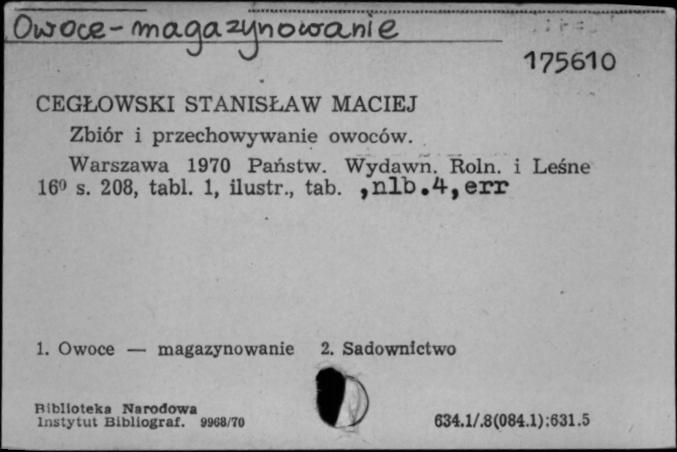 Owoce - magazynowanie
175610
CEGŁOWSKI STANISŁAW MACIEJ
Zbiór i przechowywanie owoców.
Warszawa 1970 Państw. Wydawn. Roln. i Leśne
16⁰ s. 208, tabl. 1, ilustr., tab. ,nlb.4,err
1. Owoce — magazynowanie 2. Sadownictwo
Biblioteka Narodowa
Instytut Bibliograf. 9968/70
634.1/.8(084.1):631.5